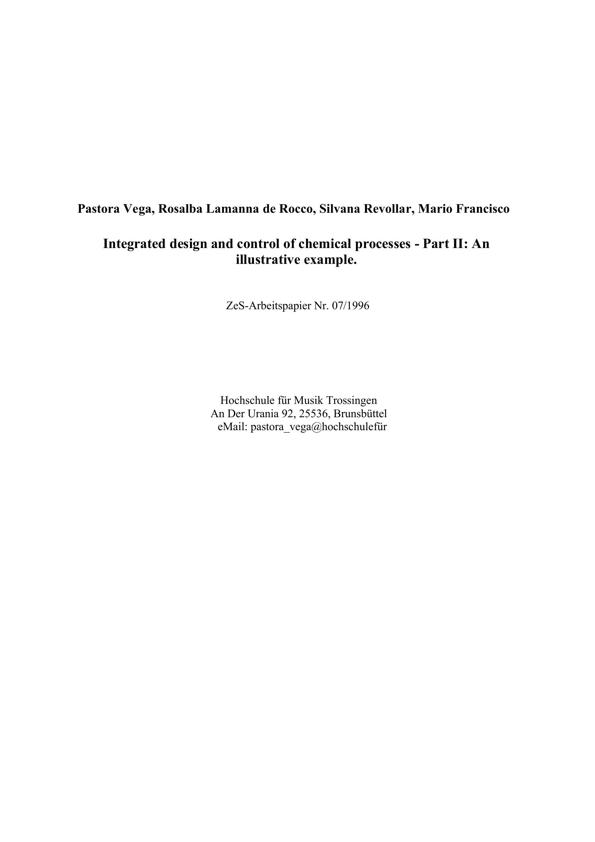 Pastora Vega, Rosalba Lamanna de Rocco, Silvana Revollar, Mario Francisco
Integrated design and control of chemical processes - Part II: An
illustrative example.
ZeS-Arbeitspapier Nr. 07/1996
Hochschule für Musik Trossingen
An Der Urania 92, 25536, Brunsbüttel
eMail: pastora_vega@hochschulefür